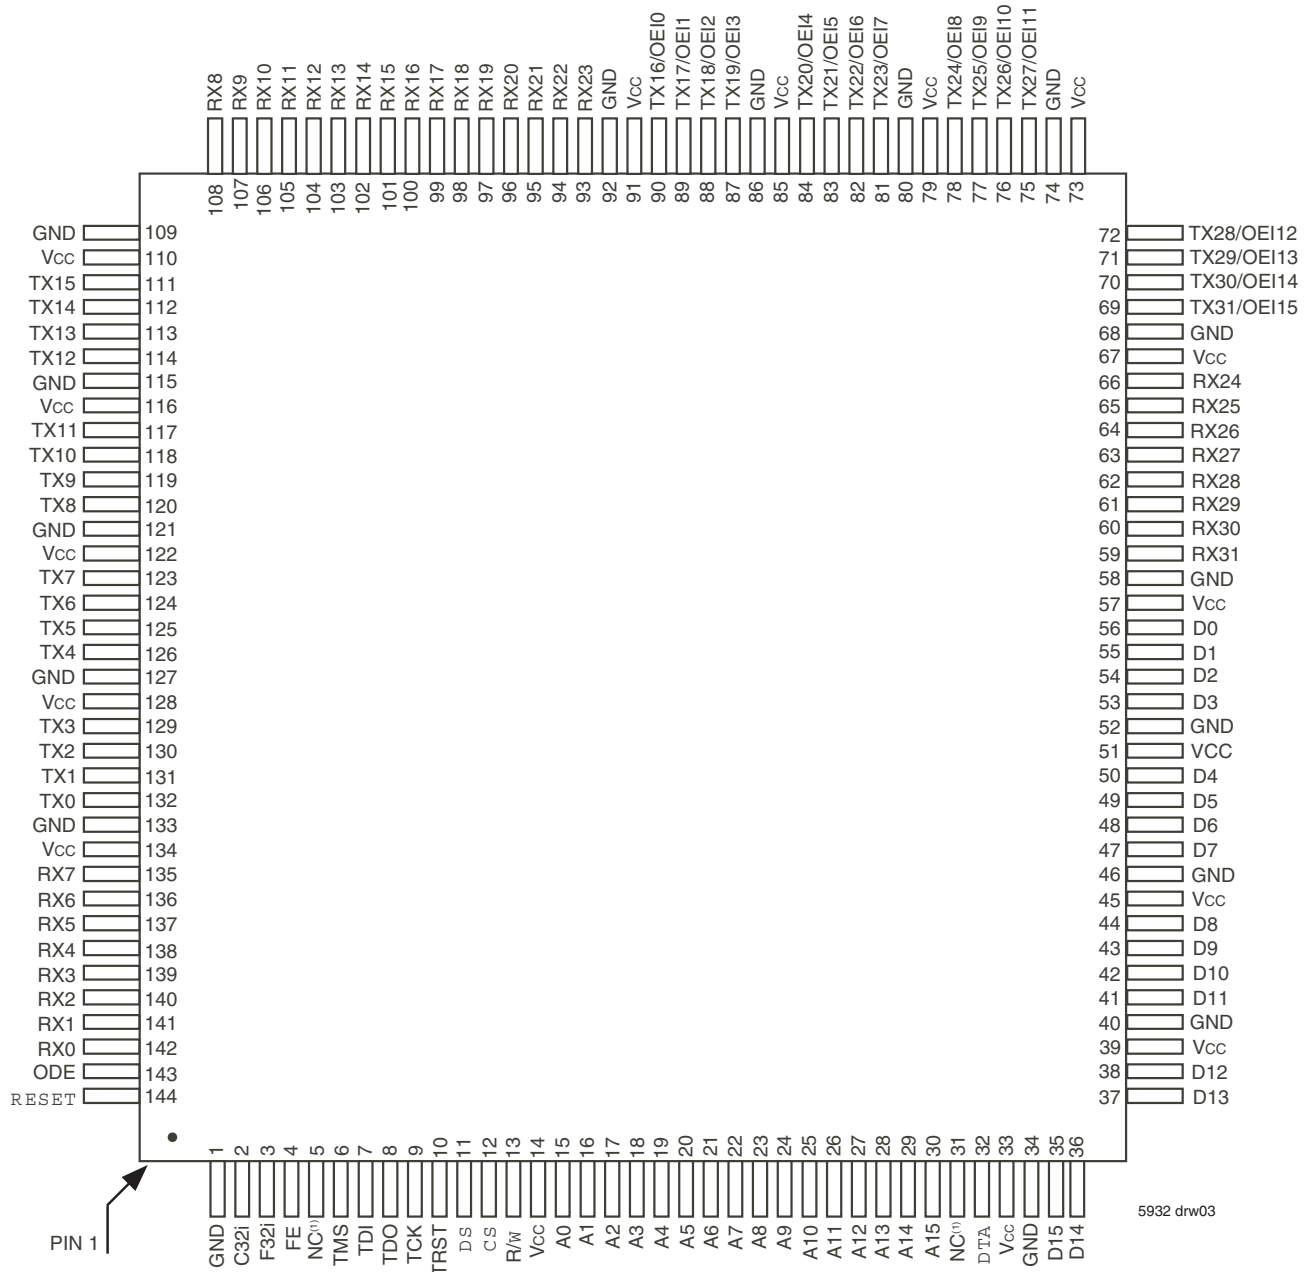 RX8
RX9
RX10
RX11
RX12
RX13
RX14
RX15
RX16
RX17
RX18
RX19
RX20
RX21
RX22
RX23
GND
Vcc
TX16/OEI0
TX17/OEI1
TX18/OEI2
TX19/OEI3
GND
Vcc
TX20/OEI4
TX21/OEI5
TX22/OEI6
TX23/OEI7
GND
Vcc
TX24/OEI8
TX25/OEI9
TX26/OEI10
TX27/OEI11
GND
Vcc
108
107
106
105
104
103
102
101
100
99
98
97
96
95
94
93
92
91
90
89
88
87
86
85
84
83
82
81
80
79
78
77
76
75
74
73
GND 109
Vcc 110
TX15 111
TX14 112
TX13 113
TX12 114
GND 115
Vcc 116
TX11 117
TX10 118
TX9 119
TX8 120
GND 121
Vcc 122
TX7 123
TX6 124
TX5 125
TX4 126
GND 127
Vcc 128
TX3 129
TX2 130
TX1 131
TX0 132
GND 133
Vcc 134
RX7 135
RX6 136
RX5 137
RX4 138
RX3 139
RX2 140
RX1 141
RX0 142
ODE 143
RESET 144
72 TX28/OEI12
71 TX29/OEI13
70 TX30/OEI14
69 TX31/OEI15
68 GND
67 Vcc
66 RX24
65 RX25
64 RX26
63 RX27
62 RX28
61 RX29
60 RX30
59 RX31
58 GND
57 Vcc
56 D0
55 D1
54 D2
53 D3
52 GND
51 VCC
50 D4
49 D5
48 D6
47 D7
46 GND
45 Vcc
44 D8
43 D9
42 D10
41 D11
40 GND
39 Vcc
38 D12
37 D13
1
2
3
4
5
6
7
8
9
10
11
12
13
14
15
16
17
18
19
20
21
22
23
24
25
26
27
28
29
30
31
32
33
34
35
36
GND
C32i
F32i
FE
NC(1)
TMS
TDI
TDO
TCK
TRST
DS
CS
R/W
Vcc
A0
A1
A2
A3
A4
A5
A6
A7
A8
A9
A10
A11
A12
A13
A14
A15
NC(1)
DTA
Vcc
GND
D15
D14
PIN 1
5932 drw03